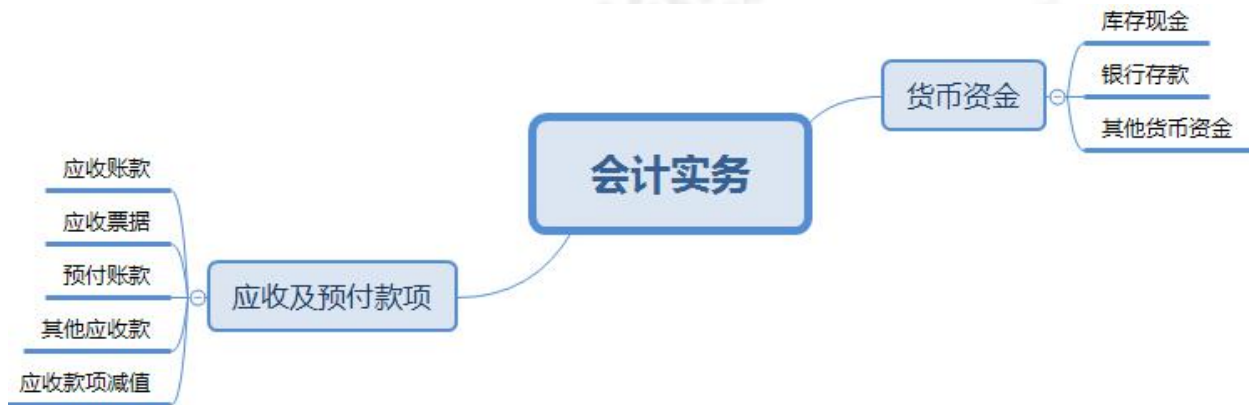 会计实务
货币资金
库存现金
银行存款
其他货币资金
应收及预付款项
应收账款
应收票据
预付账款
其他应收款
应收款项减值